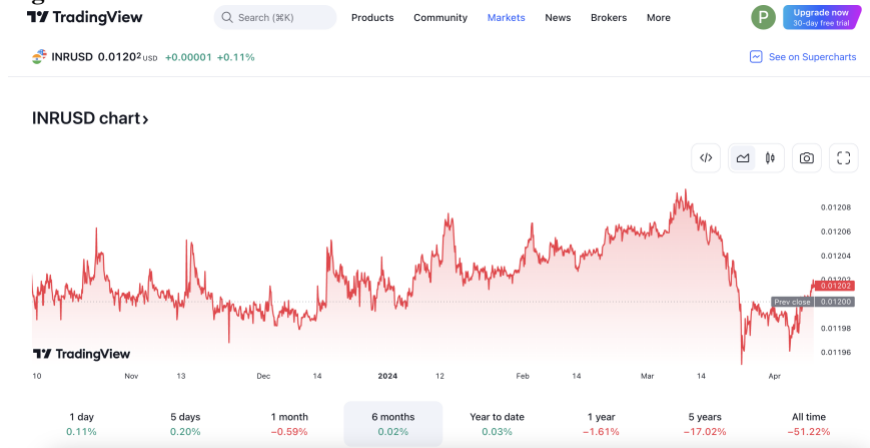 TradingView
Search (⌘K)
Products
Community
Markets
News
Brokers
More
P
Upgrade now
30-day free trial
INRUSD 0.0120² USD +0.00001 +0.11%
See on Supercharts
INRUSD chart›
0.01208
0.01206
0.01204
0.01202
0.01202
Prev close 0.01200
0.01198
0.01196
TradingView
10 Nov 13 Dec 14 2024 12 Feb 14 Mar 14 Apr
1 day 5 days 1 month 6 months Year to date 1 year 5 years All time
0.11% 0.20% −0.59% 0.02% 0.03% −1.61% −17.02% −51.22%